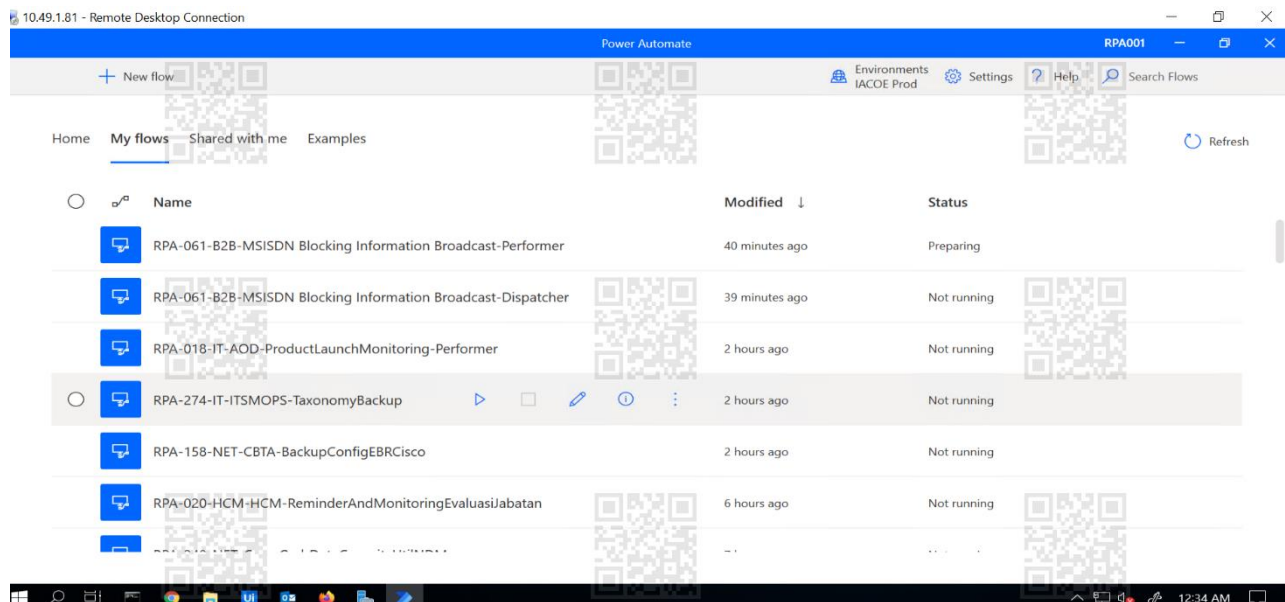 10.49.1.81 - Remote Desktop Connection
Power Automate RPA001
New flow Environments IACOE Prod Settings Help Search Flows
Home My flows Shared with me Examples Refresh
Name Modified ↓ Status
RPA-061-B2B-MSISDN Blocking Information Broadcast-Performer 40 minutes ago Preparing
RPA-061-B2B-MSISDN Blocking Information Broadcast-Dispatcher 39 minutes ago Not running
RPA-018-IT-AOD-ProductLaunchMonitoring-Performer 2 hours ago Not running
RPA-274-IT-ITSMOPS-TaxonomyBackup 2 hours ago Not running
RPA-158-NET-CBTA-BackupConfigEBRCisco 2 hours ago Not running
RPA-020-HCM-HCM-ReminderAndMonitoringEvaluasiJabatan 6 hours ago Not running
Ui 12:34 AM